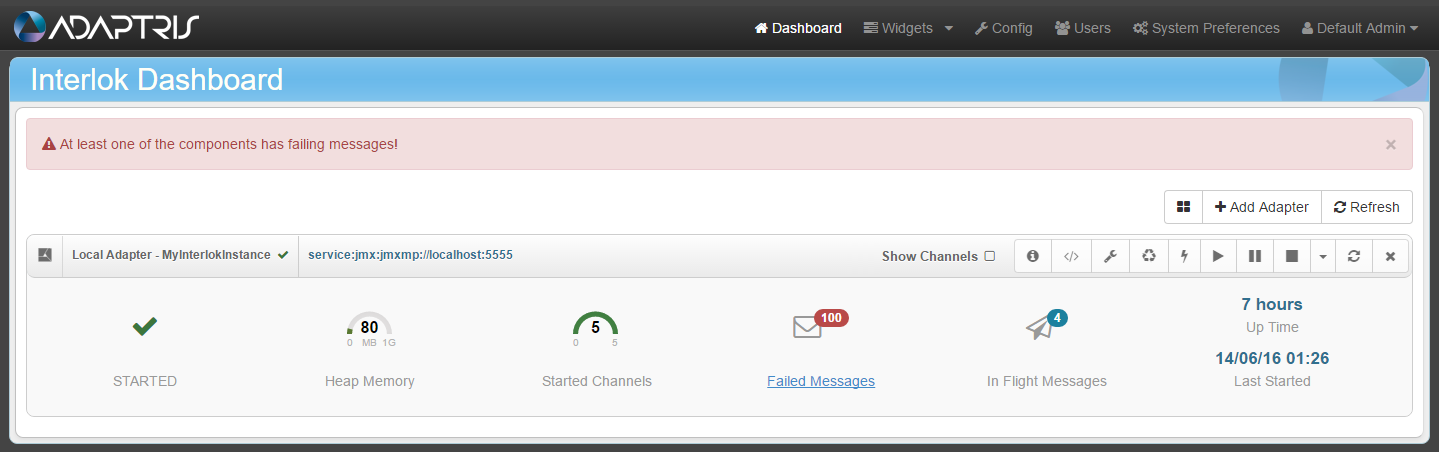 ADAPTRIS
Dashboard Widgets Config Users System Preferences Default Admin
Interlok Dashboard
At least one of the components has failing messages!
×
Add Adapter Refresh
Local Adapter - MyInterlokInstance service:jmx:jmxmp://localhost:5555 Show Channels
80
0 MB 1G
5
0 5
100
4
7 hours
Up Time
14/06/16 01:26
Last Started
STARTED Heap Memory Started Channels Failed Messages In Flight Messages